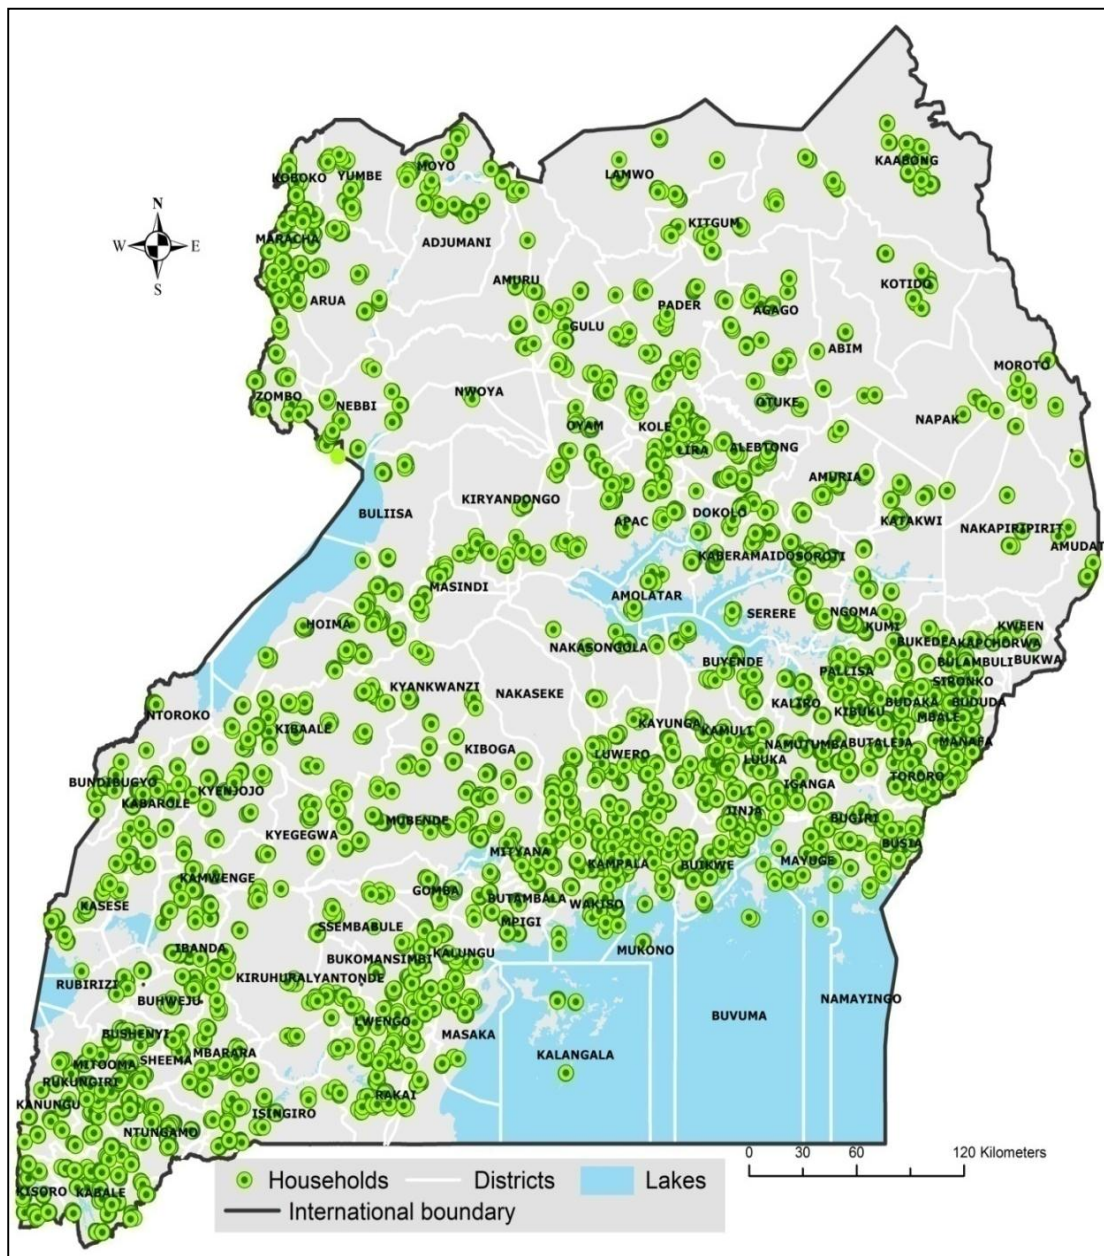 KAABONG
MOYO
LAMWO
KOBOKO
YUMBE
N
W E
S
KITGUM
MARACHA
ADJUMANI
AMURU
KOTIDO
ARUA
PADER
AGAGO
GULU
ABIM
MOROTO
ZOMBO
NEBBI
NWOYA
OTUKE
NAPAK
OYAM
KOLE
LIRA
ALEBTONG
AMURIA
KIRYANDONGO
BULIISA
APAC
DOKOLO
KATAKWI
NAKAPIRIPIRIT
AMUDAT
KABERAMAIDO
SOROTI
MASINDI
AMOLATAR
SERERE
NGOMA
HOIMA
KUMI
KWEEN
NAKASONGOLA
BUKEDEA
KAPCHORWA
BUYENDE
BULAMBULI
BUKWA
PALLISA
SIRONKO
KYANKWANZI
NAKASEKE
KALIRO
BUDAKA
BUDUDA
NTOROKO
KIBUKU
MBALE
KIBAALE
KAYUNGA
KAMULI
KIBOGA
LUWERO
NAMUTUMBA
BUTALEJA
MANAFA
LUUKA
BUNDIBUGYO
KYENJOJO
IGANGA
TORORO
KABAROLE
JINJA
MUBENDE
BUGIRI
KYEGEGWA
MITYANA
BUSIA
KAMPALA
BUIKWE
MAYUGE
KAMWENGE
GOMBA
BUTAMBALA
KASESE
WAKISO
SSEMBABULE
MPIGI
IBANDA
KALUNGU
MUKONO
BUKOMANSIMBI
RUBIRIZI
KIRUHURA
LYANTONDE
BUHWEJU
NAMAYINGO
BUVUMA
LWENGO
BUSHENYI
MASAKA
MBARARA
KALANGALA
MITOOMA
SHEEMA
RUKUNGIRI
RAKAI
KANUNGU
ISINGIRO
NTUNGAMO
0 30 60 120 Kilometers
KISORO
KABALE
Households Districts Lakes
International boundary